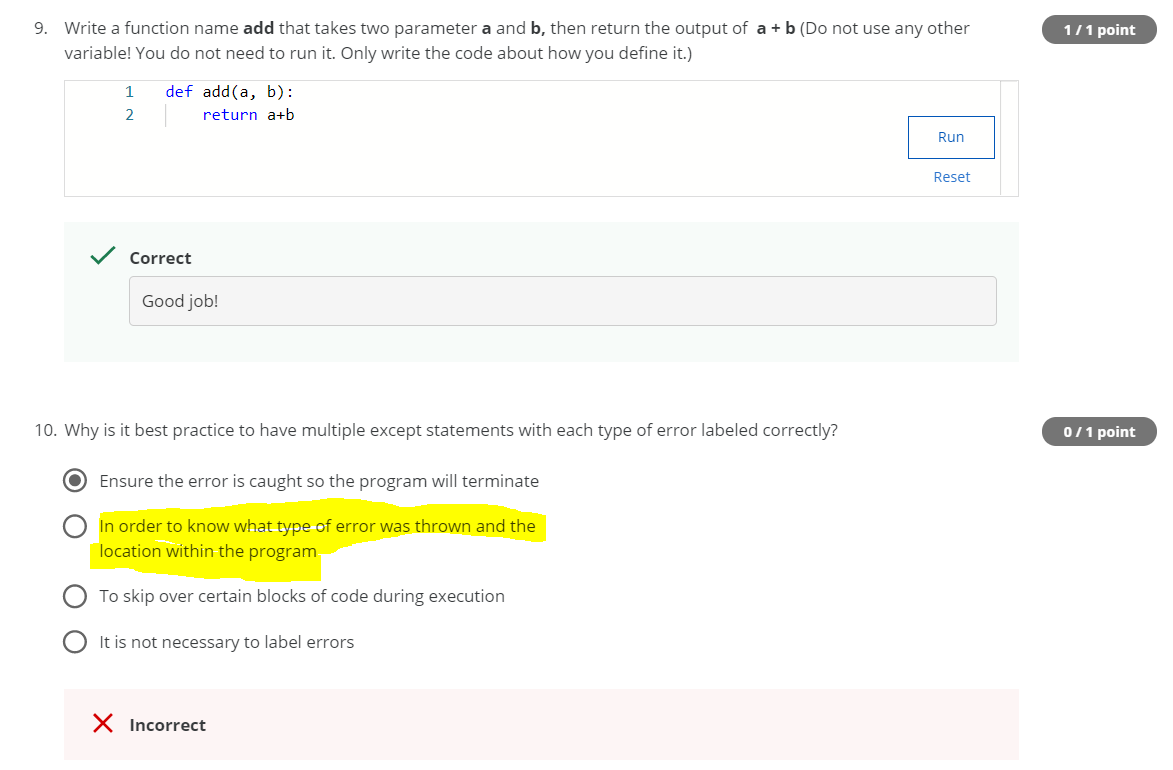 9. Write a function name add that takes two parameter a and b, then return the output of a + b (Do not use any other
variable! You do not need to run it. Only write the code about how you define it.)
1 / 1 point
1 def add(a, b):
2 return a+b
Run
Reset
Correct
Good job!
10. Why is it best practice to have multiple except statements with each type of error labeled correctly?
0 / 1 point
Ensure the error is caught so the program will terminate
In order to know what type of error was thrown and the
location within the program
To skip over certain blocks of code during execution
It is not necessary to label errors
Incorrect